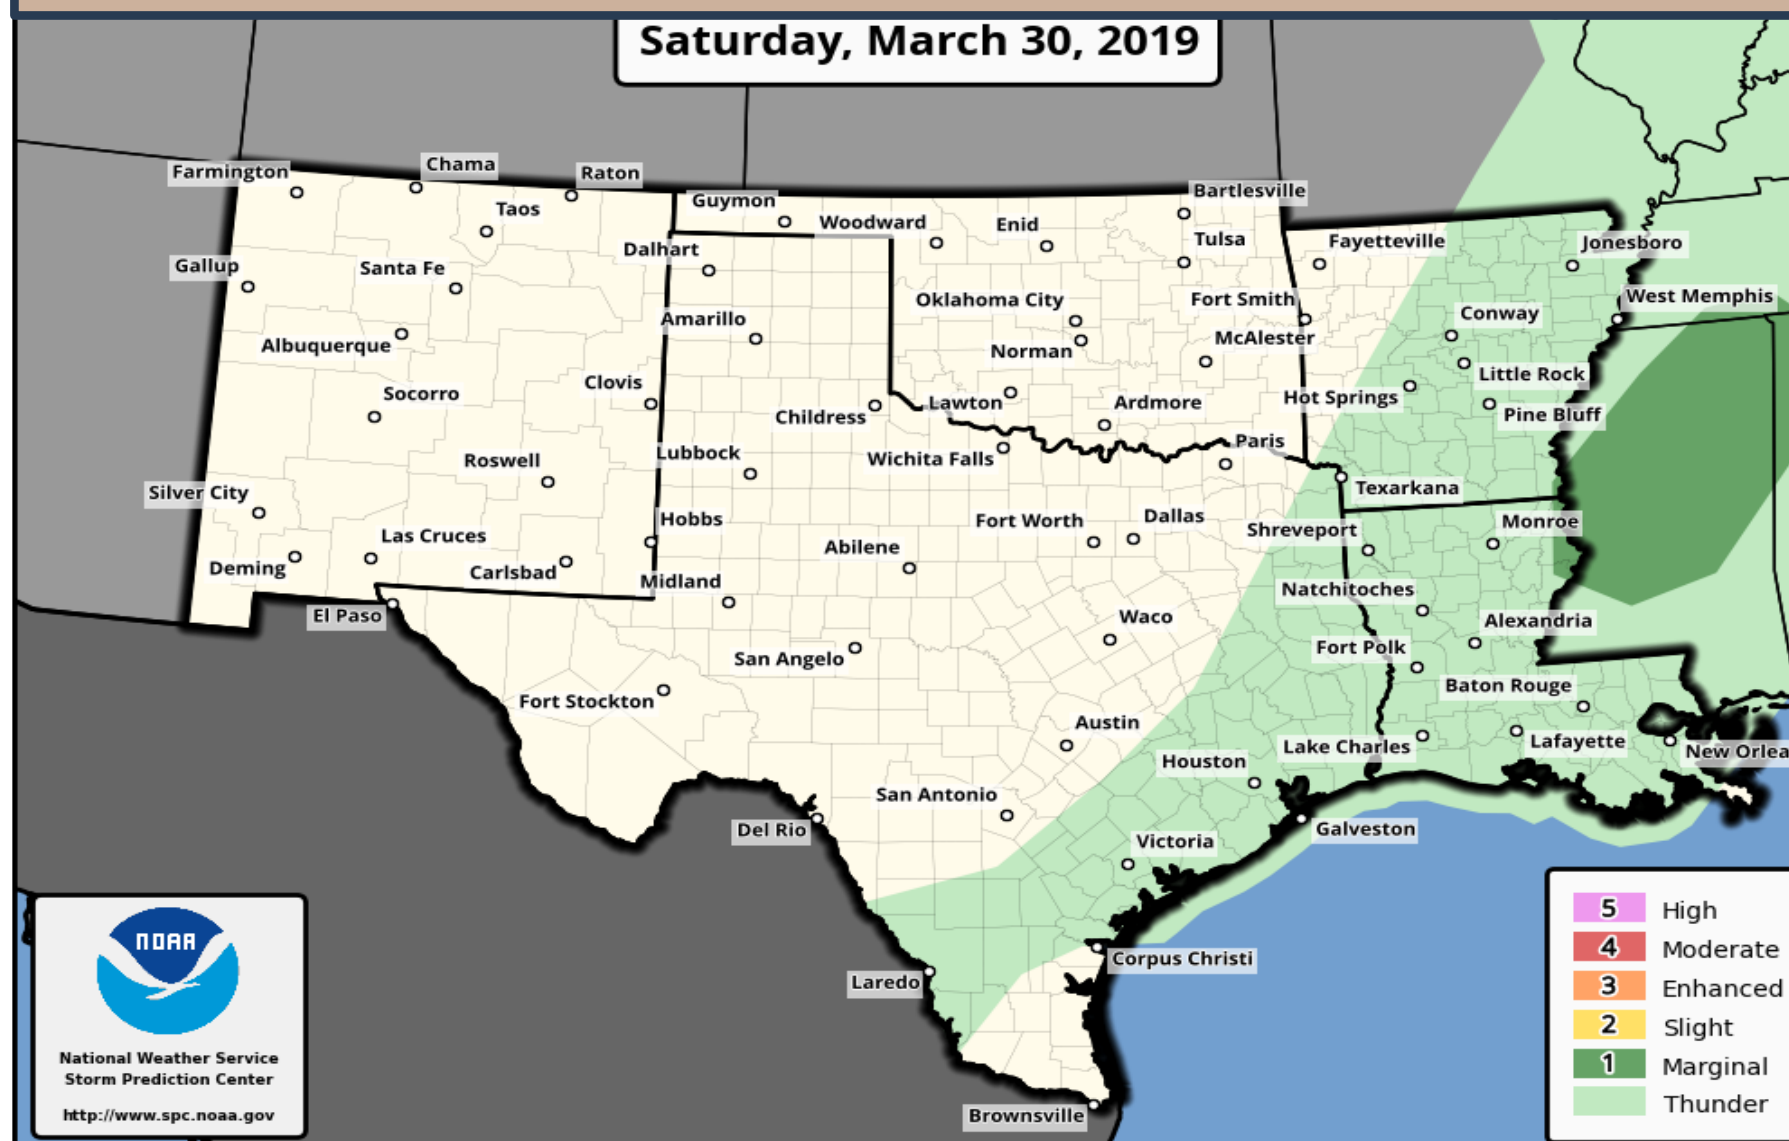 Saturday, March 30, 2019
Farmington
Chama
Raton
Taos
Guymon
Woodward
Enid
Bartlesville
Tulsa
Fayetteville
Jonesboro
Gallup
Santa Fe
Dalhart
Oklahoma City
Fort Smith
West Memphis
Amarillo
Conway
Albuquerque
Norman
McAlester
Socorro
Clovis
Childress
Lawton
Ardmore
Hot Springs
Little Rock
Pine Bluff
Roswell
Lubbock
Wichita Falls
Paris
Silver City
Texarkana
Las Cruces
Hobbs
Fort Worth
Dallas
Shreveport
Monroe
Deming
Carlsbad
Midland
Abilene
Natchitoches
El Paso
Waco
Alexandria
San Angelo
Fort Polk
Fort Stockton
Baton Rouge
Austin
Lake Charles
Lafayette
New Orlea
Houston
San Antonio
Del Rio
Galveston
Victoria
Corpus Christi
Laredo
Brownsville
NOAA
National Weather Service
Storm Prediction Center
http://www.spc.noaa.gov
5 High
4 Moderate
3 Enhanced
2 Slight
1 Marginal
Thunder